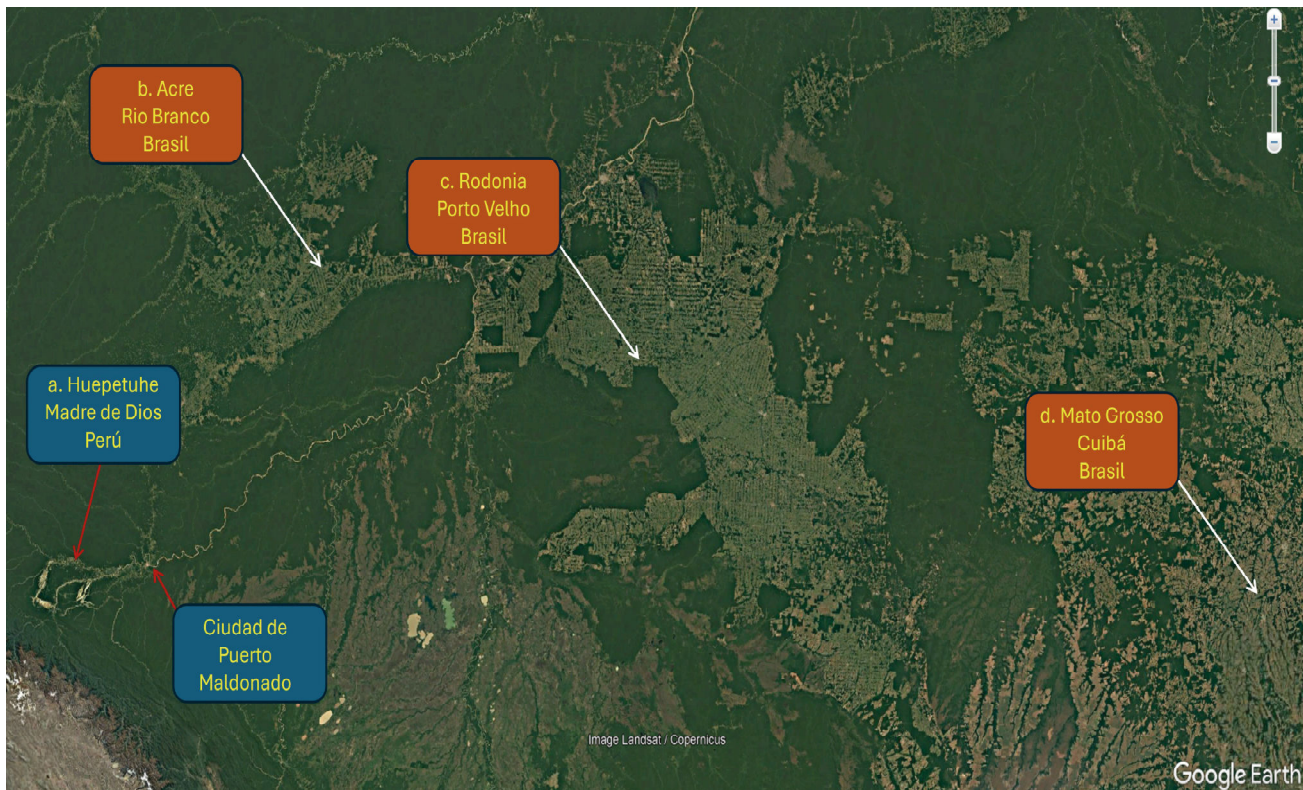 b. Acre
Rio Branco
Brasil
c. Rodonia
Porto Velho
Brasil
a. Huepetuhe
Madre de Dios
Perú
d. Mato Grosso
Cuibá
Brasil
Ciudad de
Puerto
Maldonado
Image Landsat / Copernicus
Google Earth